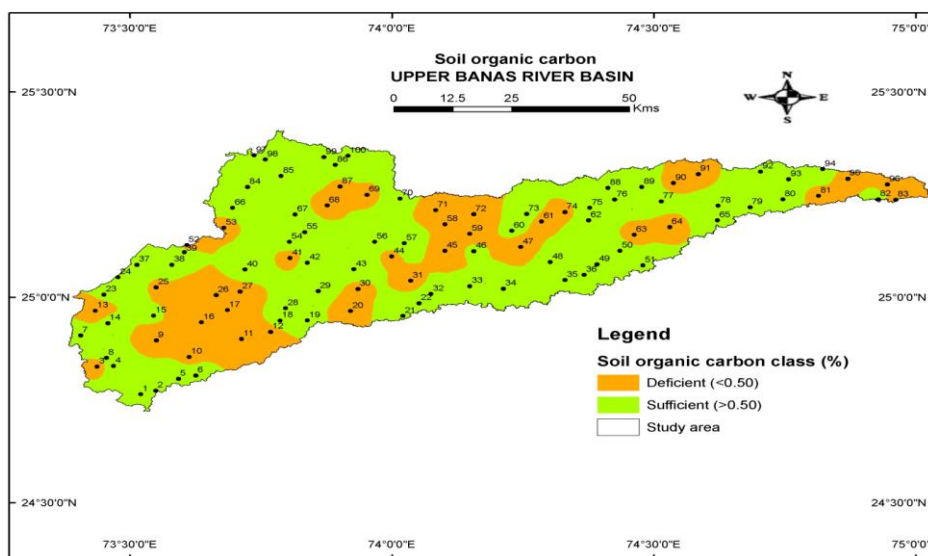 73°30'0"E 74°0'0"E 74°30'0"E 75°0'0"E
Soil organic carbon
UPPER BANAS RIVER BASIN
0 12.5 25 50
Kms
N
W E
S
25°30'0"N 25°30'0"N
97 98 99 100
86
94
92
91
85 93 95
90 96
84 87 88 89
69 70 76 77 80 81 82 83
66 68 71 72 73 74 75 78 79
67 58 61 62 65
53 55 59 60 64
52 54 56 57 63
39 41 42 44 45 46 47 50
37 38 40 43 48 49 51
24 31 35 36
23 25 26 27 29 30 32 33 34
13 28 22
14 15 16 17 18 19 20 21
7 12
9 11
8 10
3 4
5 6
1 2
25°0'0"N 25°0'0"N
Legend
Soil organic carbon class (%)
Deficient (<0.50)
Sufficient (>0.50)
Study area
24°30'0"N 24°30'0"N
73°30'0"E 74°0'0"E 74°30'0"E 75°0'0"E